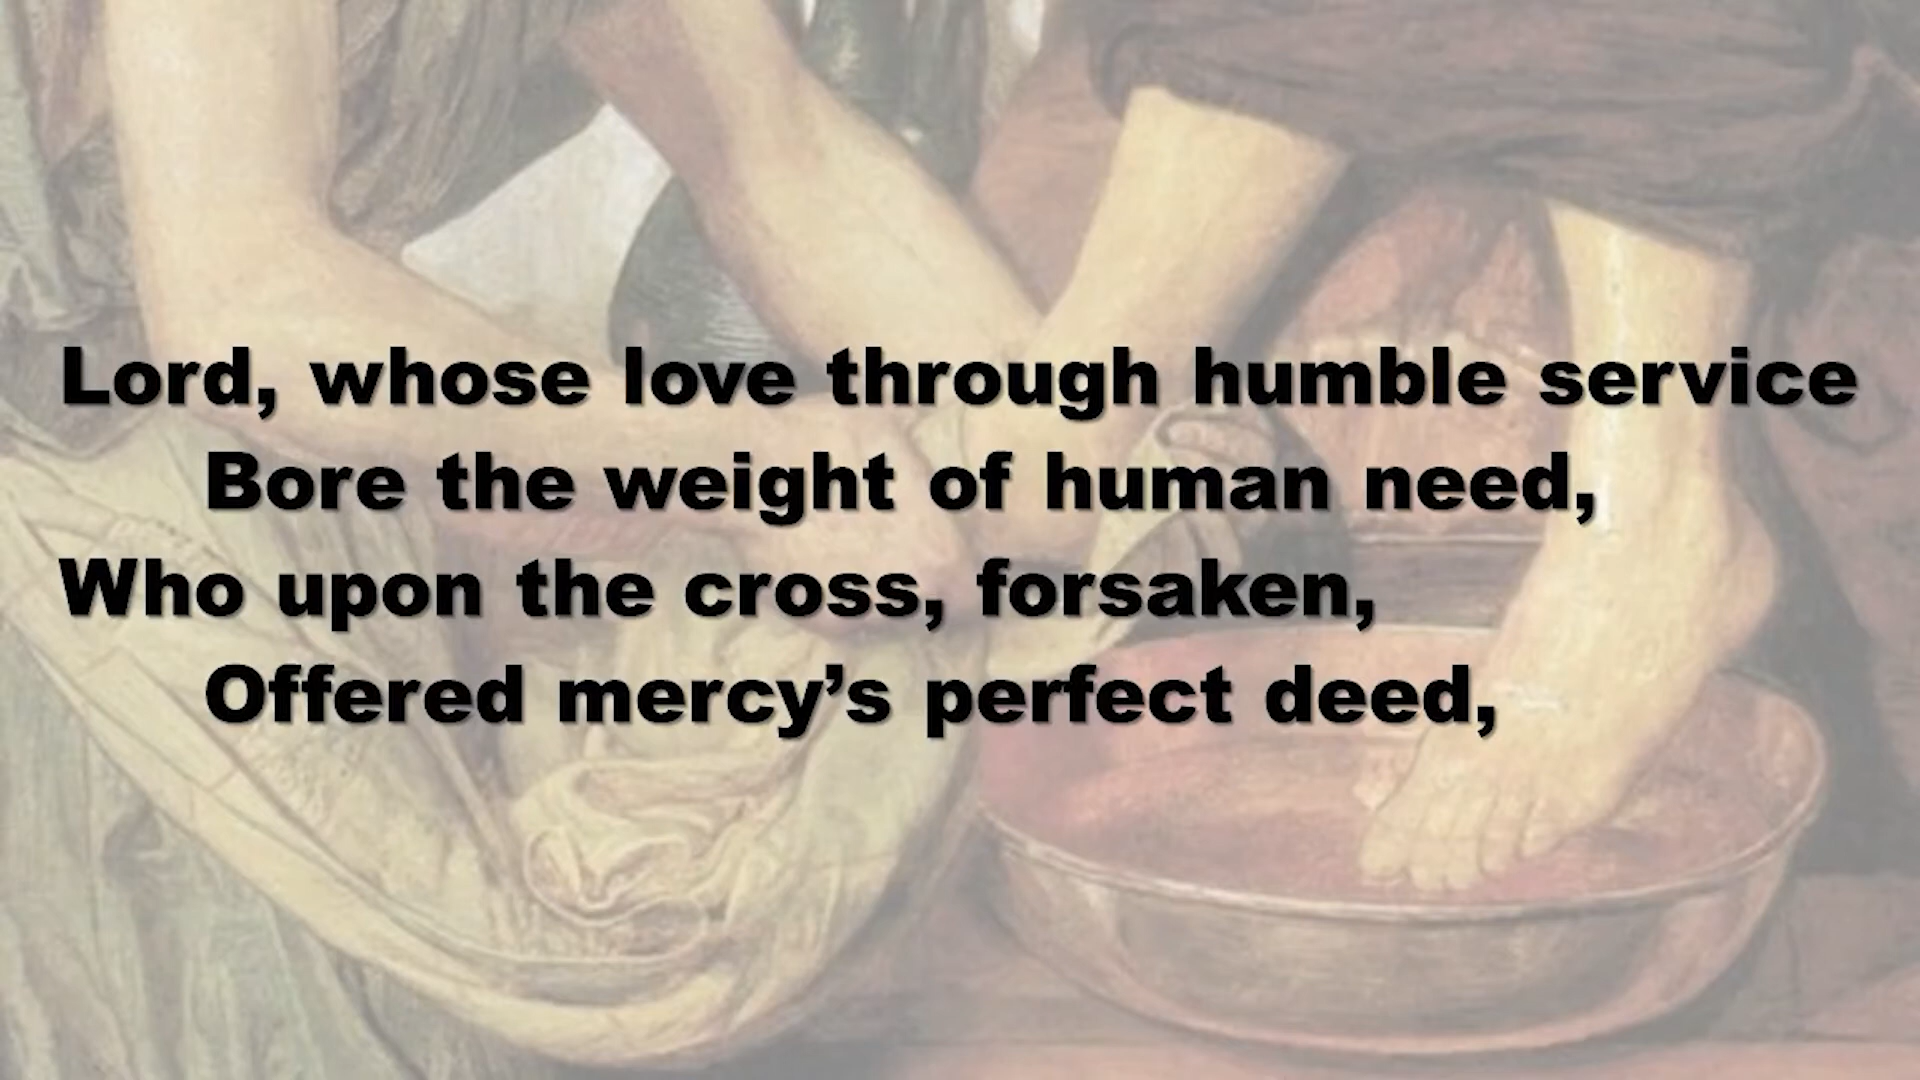 Lord, whose love through humble service
Bore the weight of human need,
Who upon the cross, forsaken,
Offered mercy’s perfect deed,